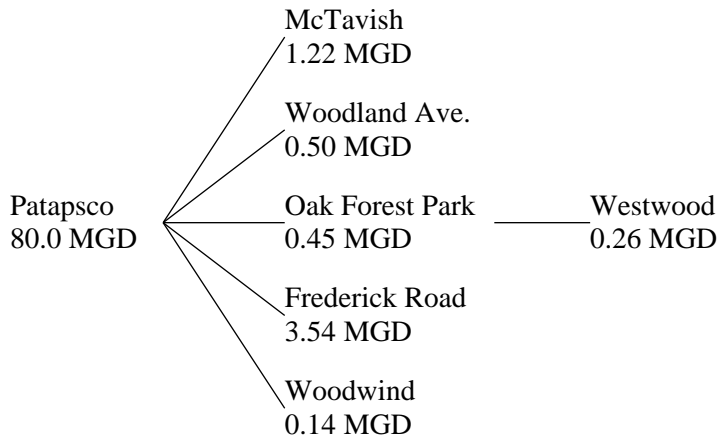 McTavish
1.22 MGD
Woodland Ave.
0.50 MGD
Patapsco
80.0 MGD
Oak Forest Park
0.45 MGD
Westwood
0.26 MGD
Frederick Road
3.54 MGD
Woodwind
0.14 MGD